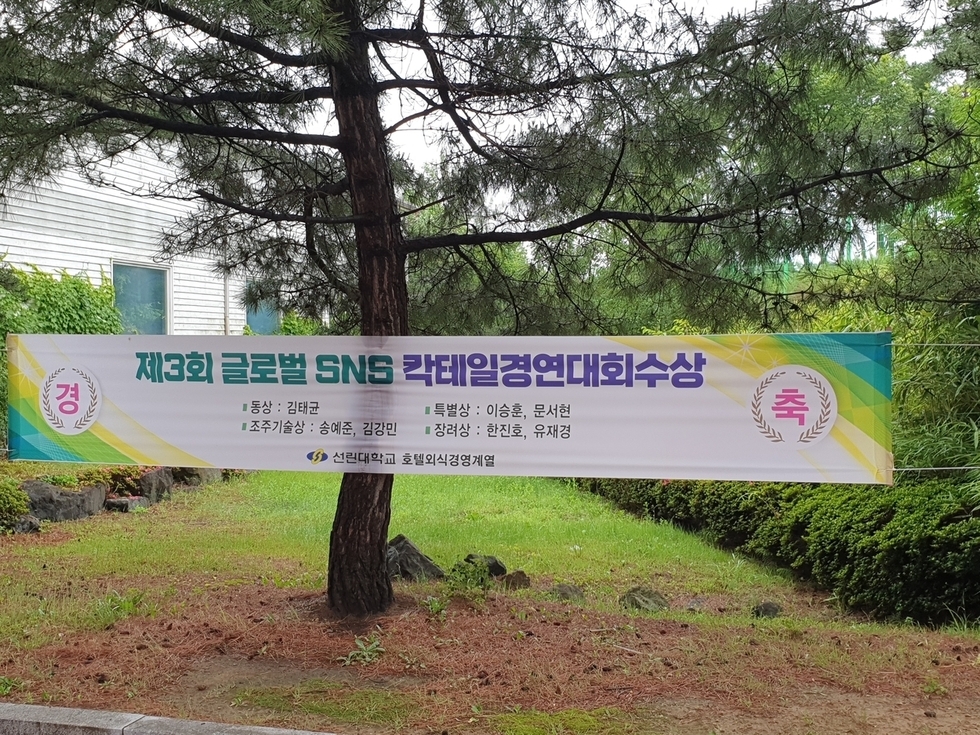 경
제3회 글로벌 SNS 칵테일경연대회수상
축
동상 : 김태균
특별상 : 이승훈, 문서현
조주기술상 : 송예준, 김강민
장려상 : 한진호, 유재경
선린대학교 호텔외식경영계열